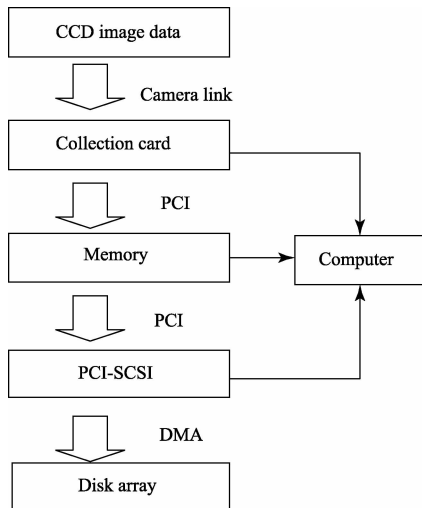 CCD image data
Camera link
Collection card
PCI
Memory
Computer
PCI
PCI-SCSI
DMA
Disk array